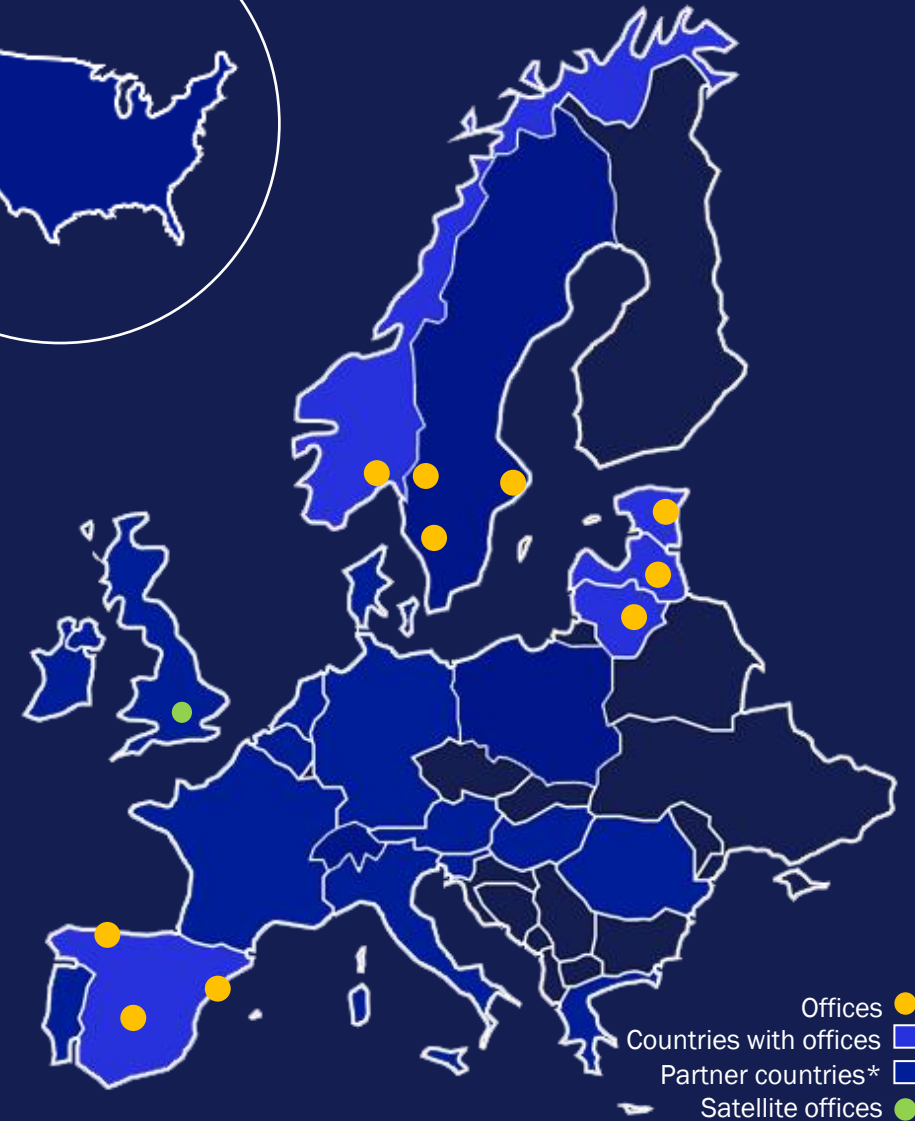 Offices
Countries with offices
Partner countries*
Satellite offices